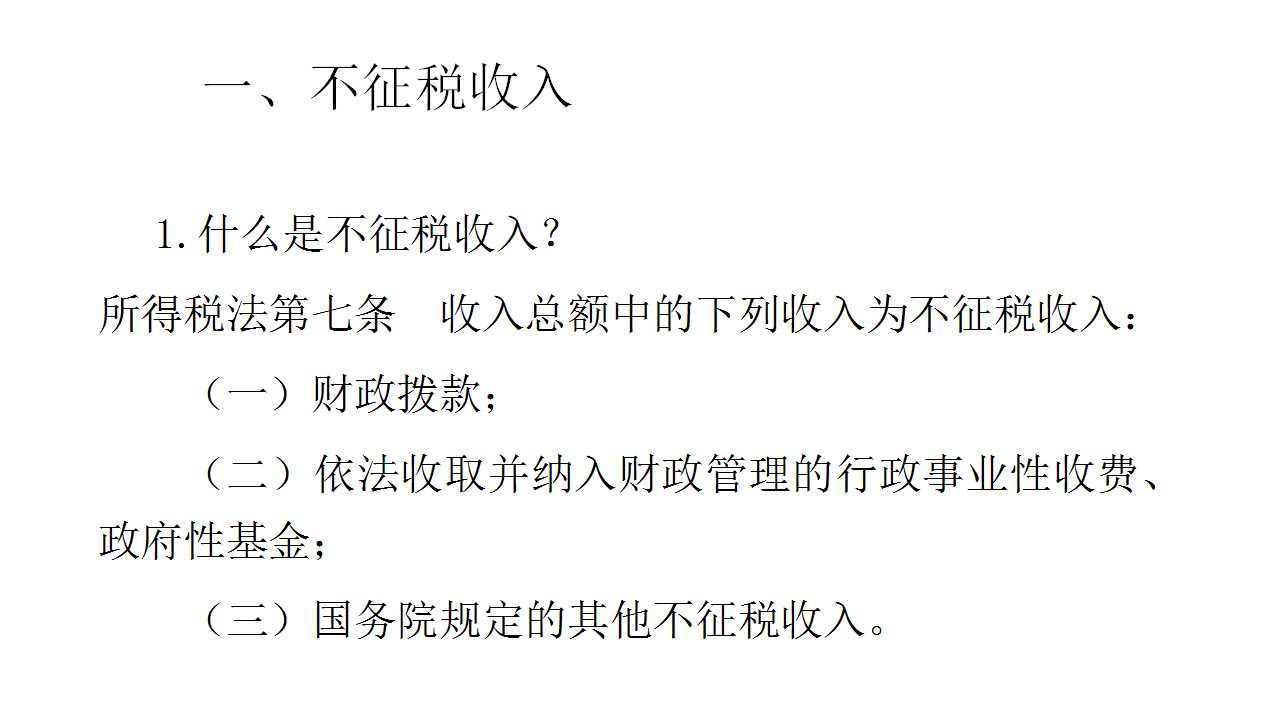 一、不征税收入
1.什么是不征税收入？
所得税法第七条　收入总额中的下列收入为不征税收入：
（一）财政拨款；
（二）依法收取并纳入财政管理的行政事业性收费、
政府性基金；
（三）国务院规定的其他不征税收入。